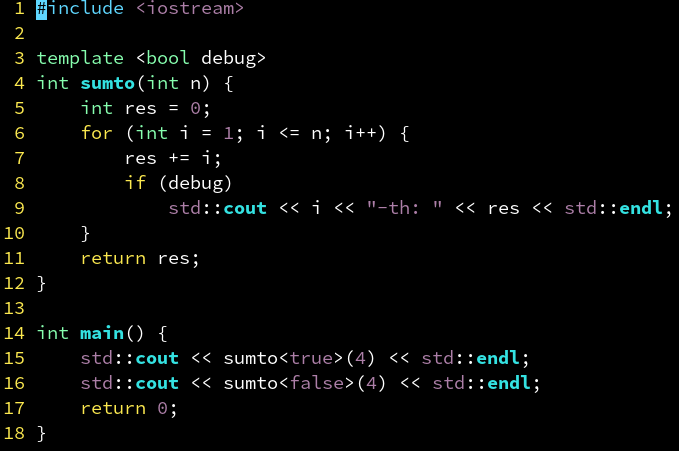 1 #include <iostream>
2
3 template <bool debug>
4 int sumto(int n) {
5     int res = 0;
6     for (int i = 1; i <= n; i++) {
7         res += i;
8         if (debug)
9             std::cout << i << "-th: " << res << std::endl;
10     }
11     return res;
12 }
13
14 int main() {
15     std::cout << sumto<true>(4) << std::endl;
16     std::cout << sumto<false>(4) << std::endl;
17     return 0;
18 }